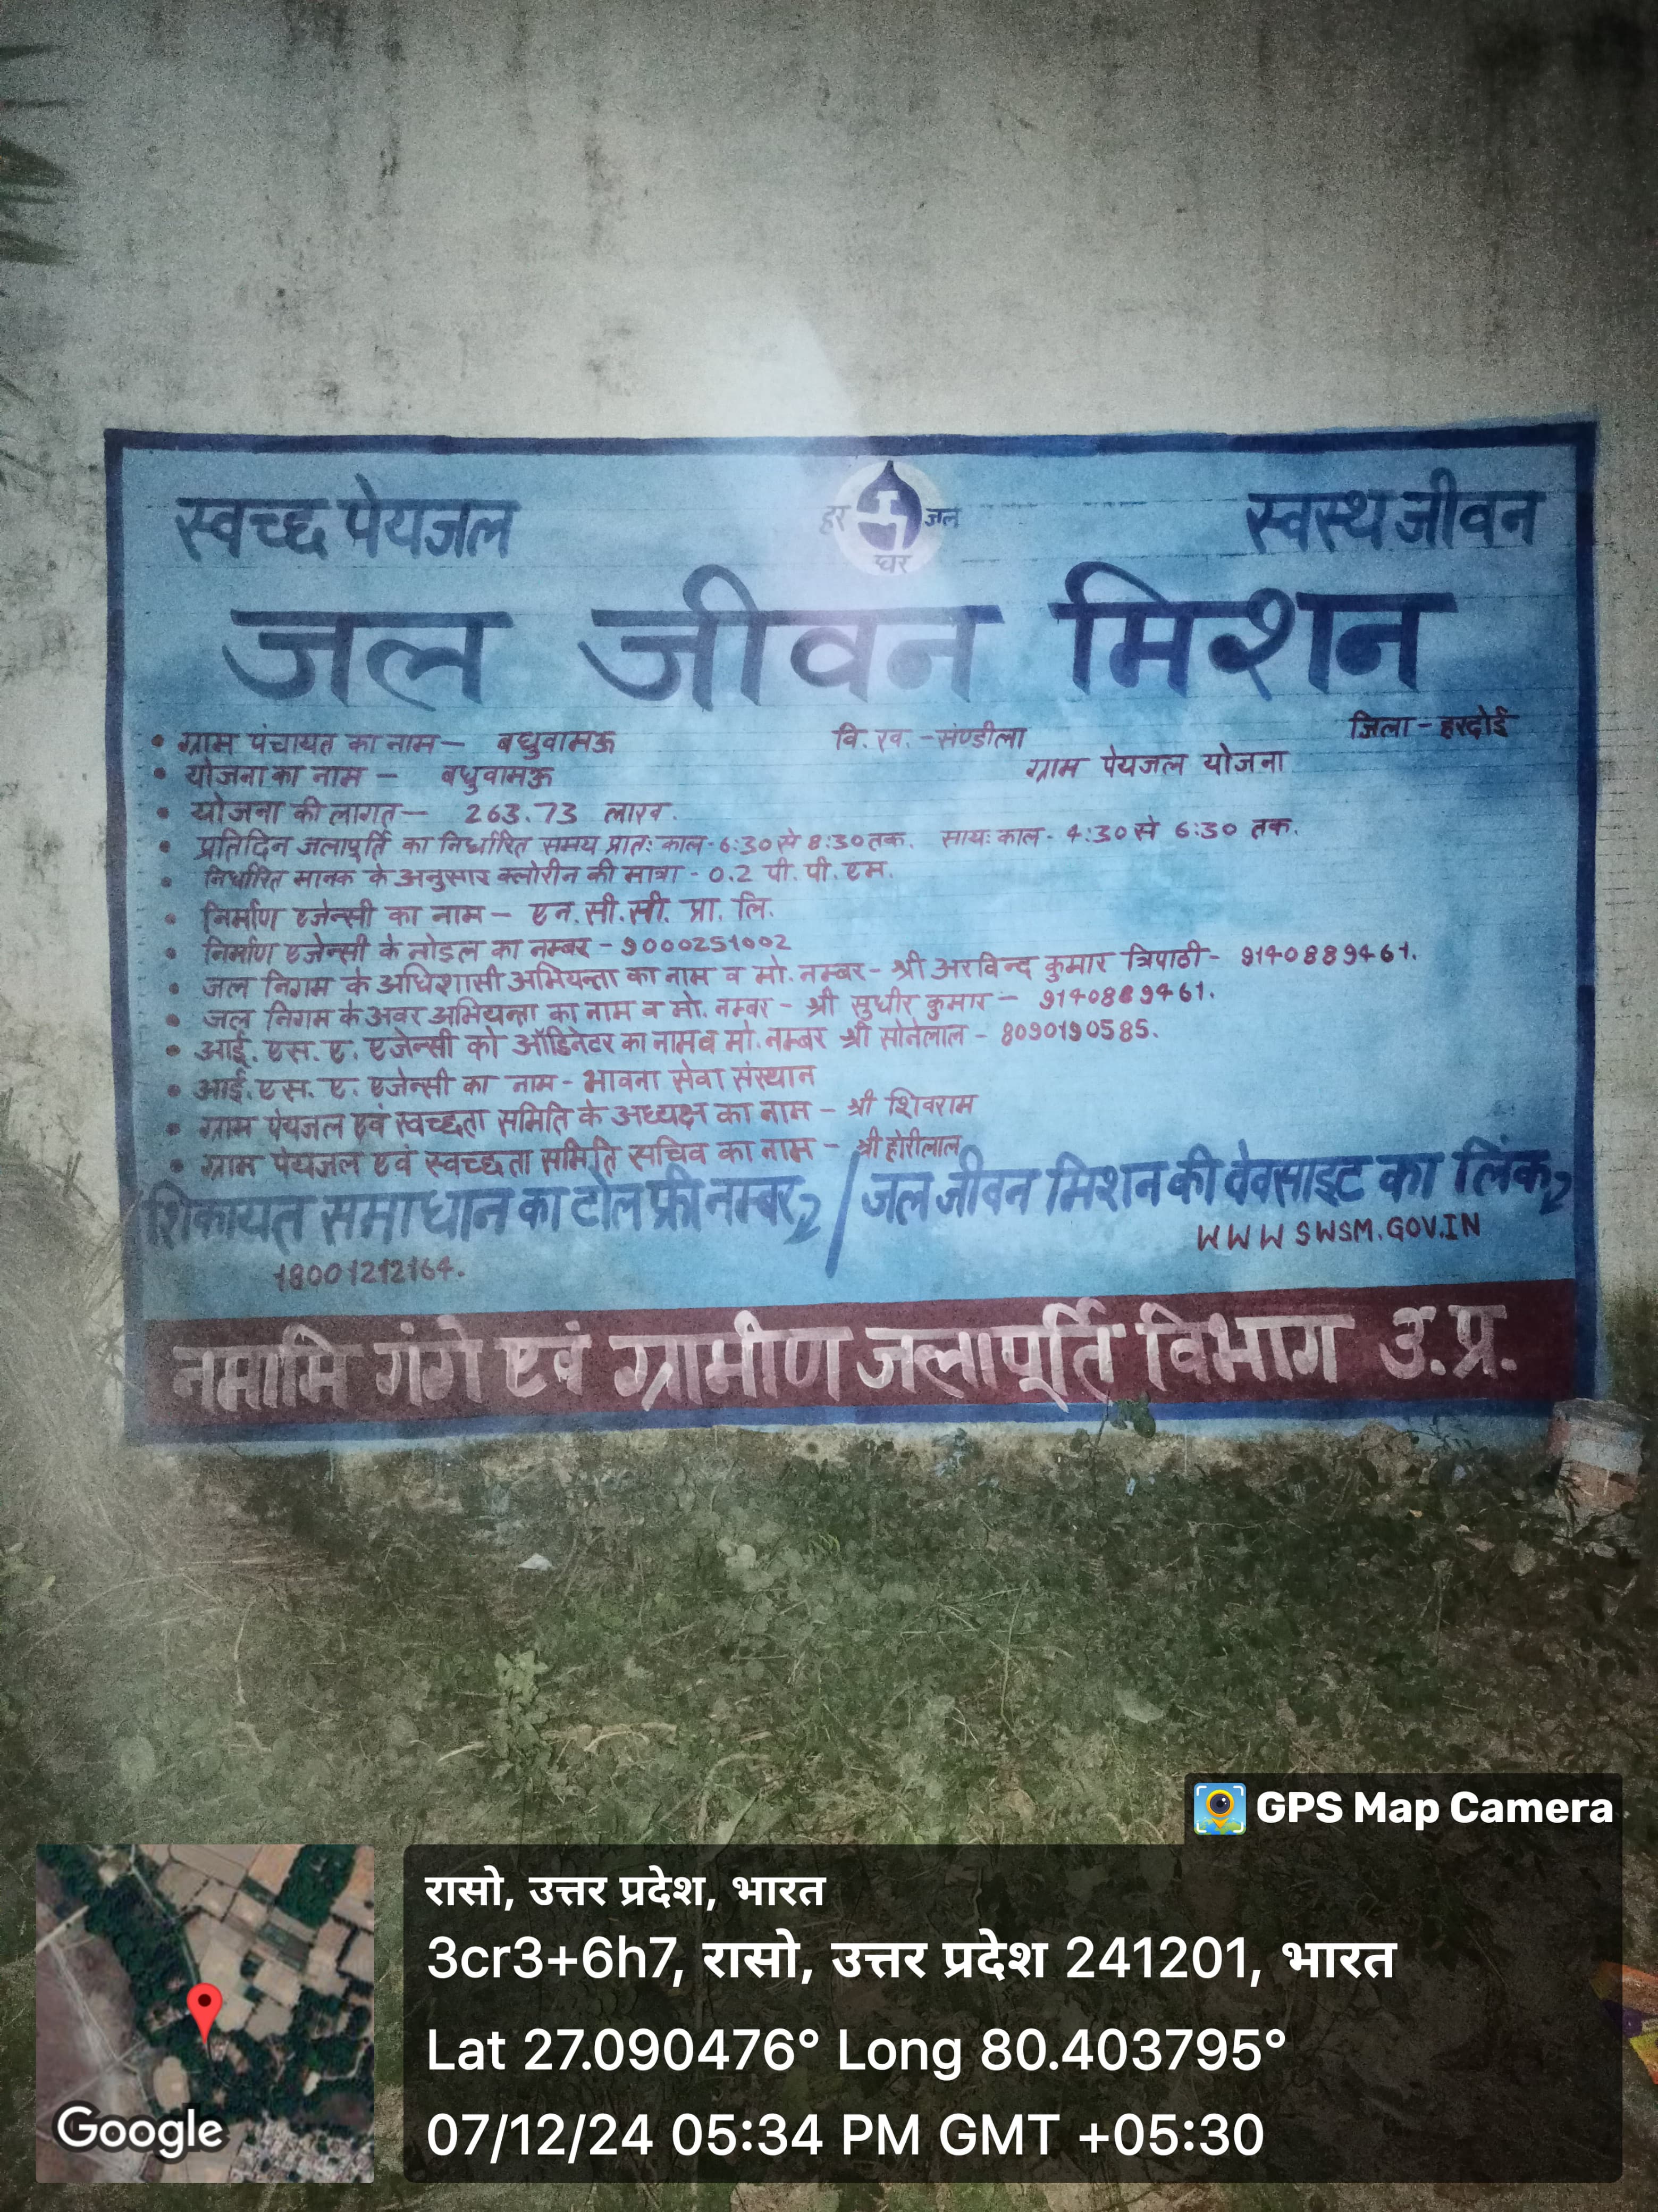 स्वच्छ पेयजल हर घर जल स्वस्थ जीवन
जल जीवन मिशन
• ग्राम पंचायत का नाम— बघुवामऊ वि.ख.-सण्डीला जिला-हरदोई
• योजना का नाम — बघुवामऊ ग्राम पेयजल योजना
• योजना की लागत— 263.73 लाख.
• प्रतिदिन जलापूर्ति का निर्धारित समय प्रातः काल-6:30 से 8:30 तक. सायः काल- 4:30 से 6:30 तक.
• निर्धारित मानक के अनुसार क्लोरीन की मात्रा - 0.2 पी. पी. एम.
• निर्माण एजेन्सी का नाम — एन. सी. सी. प्रा. लि.
• निर्माण एजेन्सी के नोडल का नम्बर - 9000251002
• जल निगम के अधिशासी अभियन्ता का नाम व मो. नम्बर- श्री अरविन्द कुमार त्रिपाठी- 9140889461.
• जल निगम के अवर अभियन्ता का नाम व मो. नम्बर - श्री सुधीर कुमार - 9140889461.
• आई. एस. ए. एजेन्सी को ऑडिनेटर का नाम व मो. नम्बर श्री सोनेलाल - 8090190585.
• आई. एस. ए. एजेन्सी का नाम - भावना सेवा संस्थान
• ग्राम पेयजल एवं स्वच्छता समिति के अध्यक्ष का नाम - श्री शिवराम
• ग्राम पेयजल एवं स्वच्छता समिति सचिव का नाम - श्री होरीलाल
शिकायत समाधान का टोल फ्री नम्बर / जल जीवन मिशन की वेवसाइट का लिंक
18001212164. WWW SWSM.GOV.IN
नमामि गंगे एवं ग्रामीण जलापूर्ति विभाग उ.प्र.
GPS Map Camera
रासो, उत्तर प्रदेश, भारत
3cr3+6h7, रासो, उत्तर प्रदेश 241201, भारत
Lat 27.090476° Long 80.403795°
07/12/24 05:34 PM GMT +05:30
Google